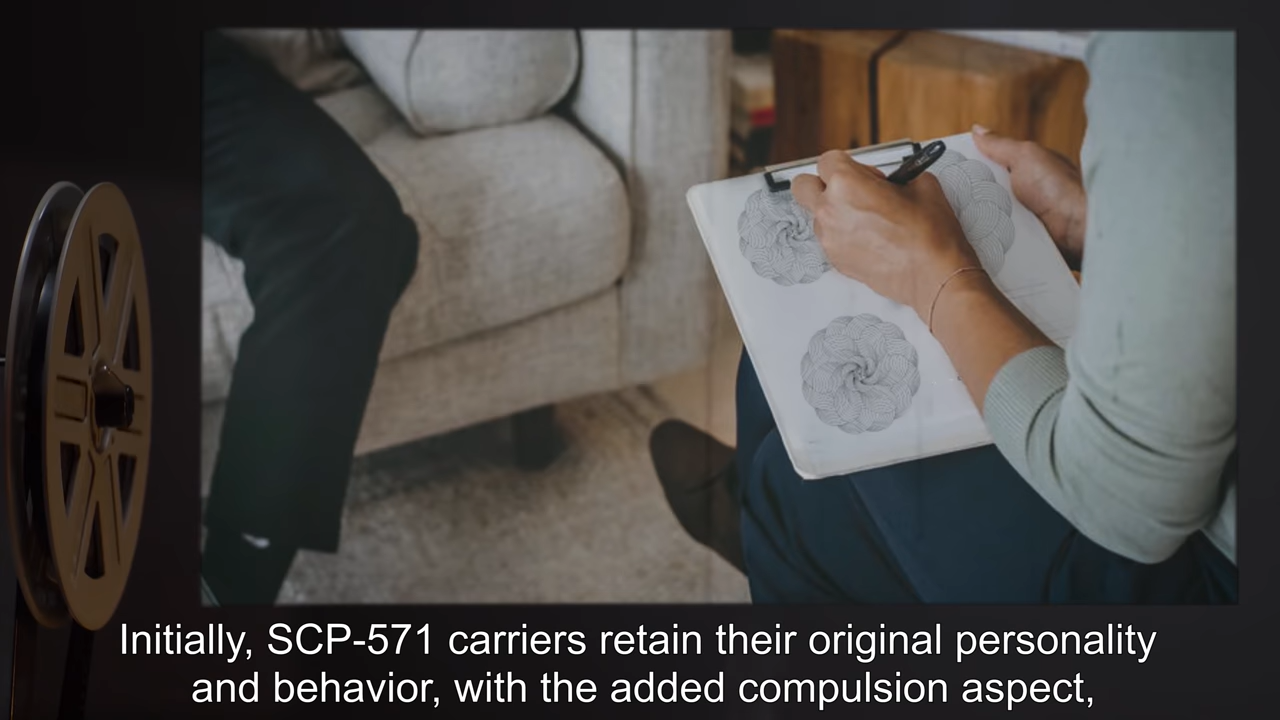 Initially, SCP-571 carriers retain their original personality
and behavior, with the added compulsion aspect,